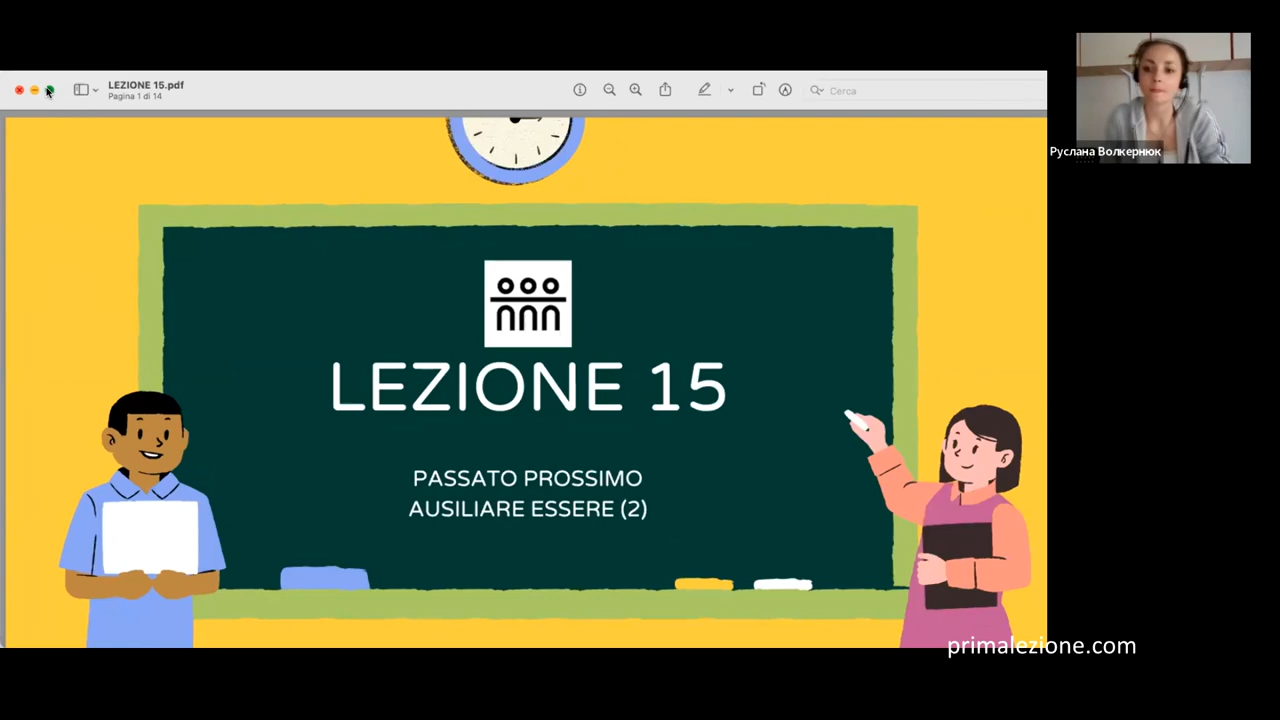 LEZIONE 15.pdf
Pagina 1 di 14
Cerca
Руслана Волкернюк
LEZIONE 15
PASSATO PROSSIMO
AUSILIARE ESSERE (2)
primalezione.com